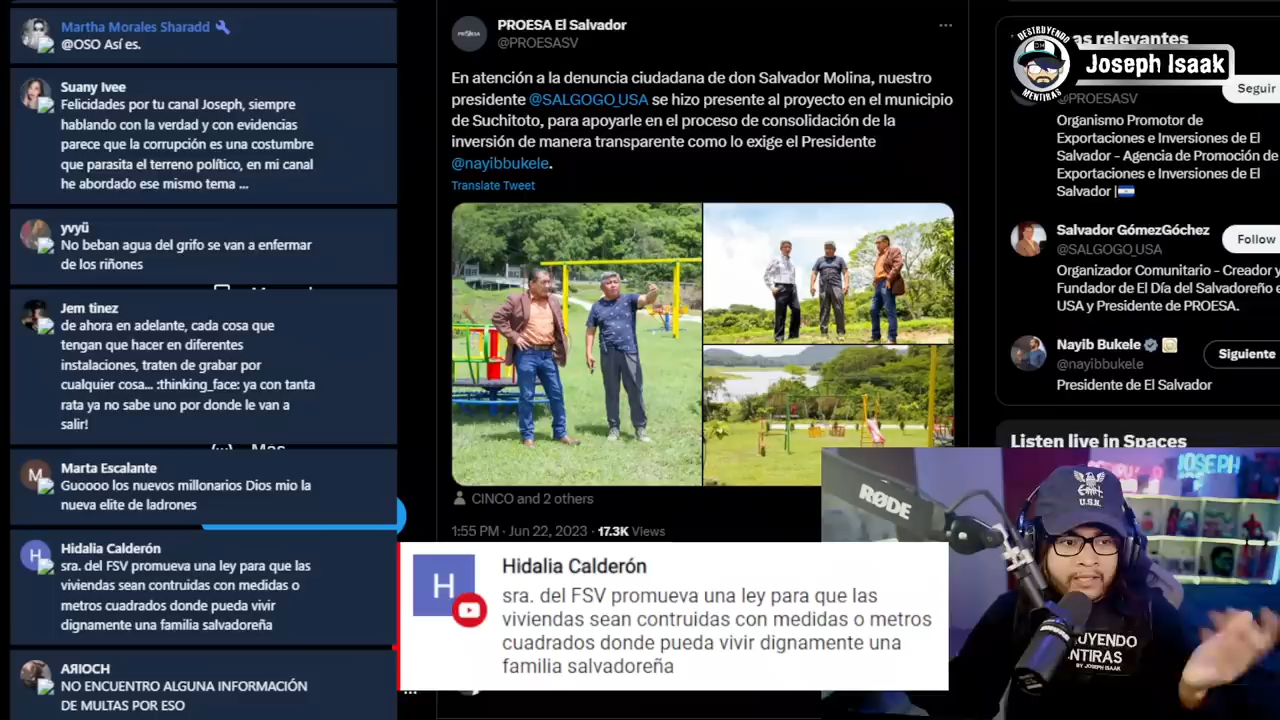 Martha Morales Sharadd
@OSO Así es.
Suany Ivee
Felicidades por tu canal Joseph, siempre
hablando con la verdad y con evidencias
parece que la corrupción es una costumbre
que parasita el terreno político, en mi canal
he abordado ese mismo tema ...
yvyü
No beban agua del grifo se van a enfermar
de los riñones
Jem tinez
de ahora en adelante, cada cosa que
tengan que hacer en diferentes
instalaciones, traten de grabar por
cualquier cosa... :thinking_face: ya con tanta
rata ya no sabe uno por donde le van a
salir!
Marta Escalante
Guoooo los nuevos millonarios Dios mio la
nueva elite de ladrones
Hidalia Calderón
sra. del FSV promueva una ley para que las
viviendas sean contruidas con medidas o
metros cuadrados donde pueda vivir
dignamente una familia salvadoreña
AЯIOCH
NO ENCUENTRO ALGUNA INFORMACIÓN
DE MULTAS POR ESO
PROESA El Salvador
@PROESASV
En atención a la denuncia ciudadana de don Salvador Molina, nuestro
presidente @SALGOGO_USA se hizo presente al proyecto en el municipio
de Suchitoto, para apoyarle en el proceso de consolidación de la
inversión de manera transparente como lo exige el Presidente
@nayibbukele.
Translate Tweet
CINCO and 2 others
1:55 PM · Jun 22, 2023 · 17.3K Views
H
Hidalia Calderón
sra. del FSV promueva una ley para que las
viviendas sean contruidas con medidas o metros
cuadrados donde pueda vivir dignamente una
familia salvadoreña
as relevantes
DESTRUYENDO
MENTIRAS
Joseph Isaak
@PROESASV
Seguir
Organismo Promotor de
Exportaciones e Inversiones de El
Salvador - Agencia de Promoción de
Exportaciones e Inversiones de El
Salvador |
Salvador GómezGóchez
@SALGOGO_USA
Follow
Organizador Comunitario - Creador y
Fundador de El Día del Salvadoreño e
USA y Presidente de PROESA.
Nayib Bukele
@nayibbukele
Siguiente
Presidente de El Salvador
Listen live in Spaces
RØDE
JOSEPH
U.S.N.
UYENDO
NTIRAS
BY JOSEPH ISAAK